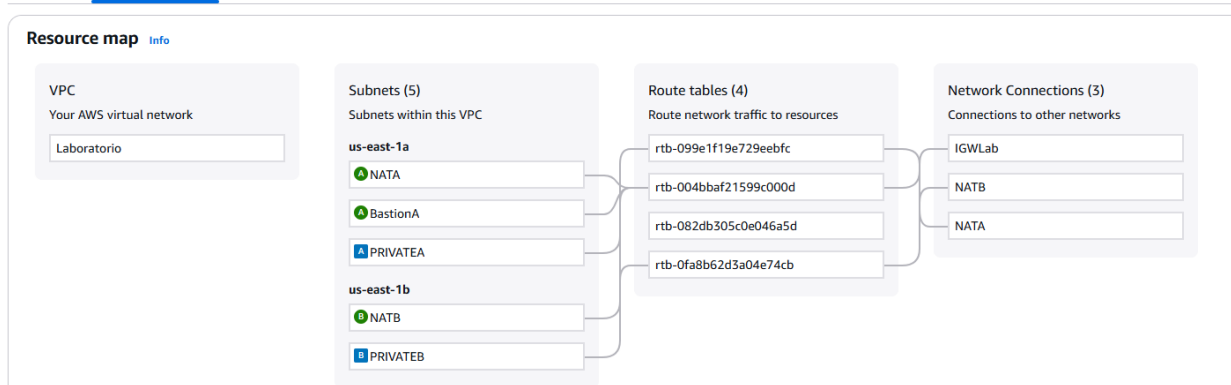 Resource map Info
VPC
Your AWS virtual network
Laboratorio
Subnets (5)
Subnets within this VPC
us-east-1a
A NATA
A BastionA
A PRIVATEA
us-east-1b
B NATB
B PRIVATEB
Route tables (4)
Route network traffic to resources
rtb-099e1f19e729eebfc
rtb-004bbaf21599c000d
rtb-082db305c0e046a5d
rtb-0fa8b62d3a04e74cb
Network Connections (3)
Connections to other networks
IGWLab
NATB
NATA